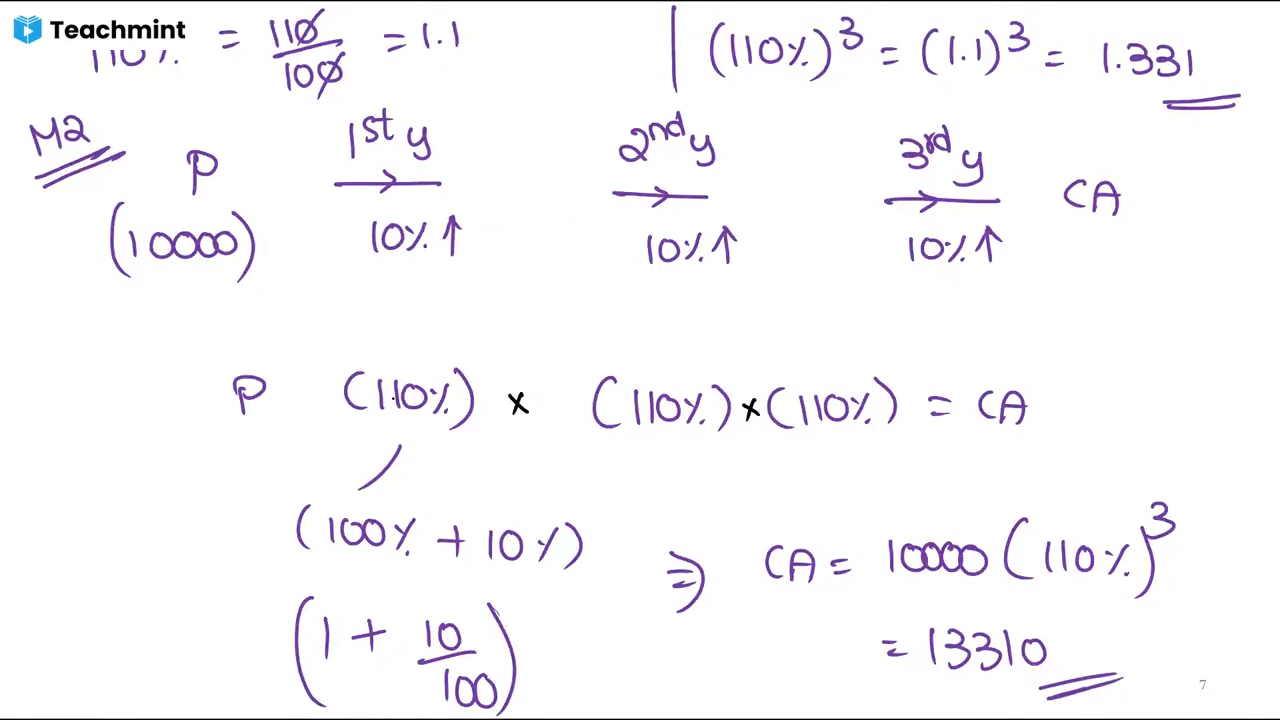 Teachmint
110% = 110/100 = 1.1
(110%)³ = (1.1)³ = 1.331
M2
P 1st y 2nd y 3rd y CA
(10000) 10%↑ 10%↑ 10%↑
P (110%) × (110%) × (110%) = CA
(100% + 10%)
⇒ CA = 10000 (110%)³
(1 + 10/100)
= 13310
7